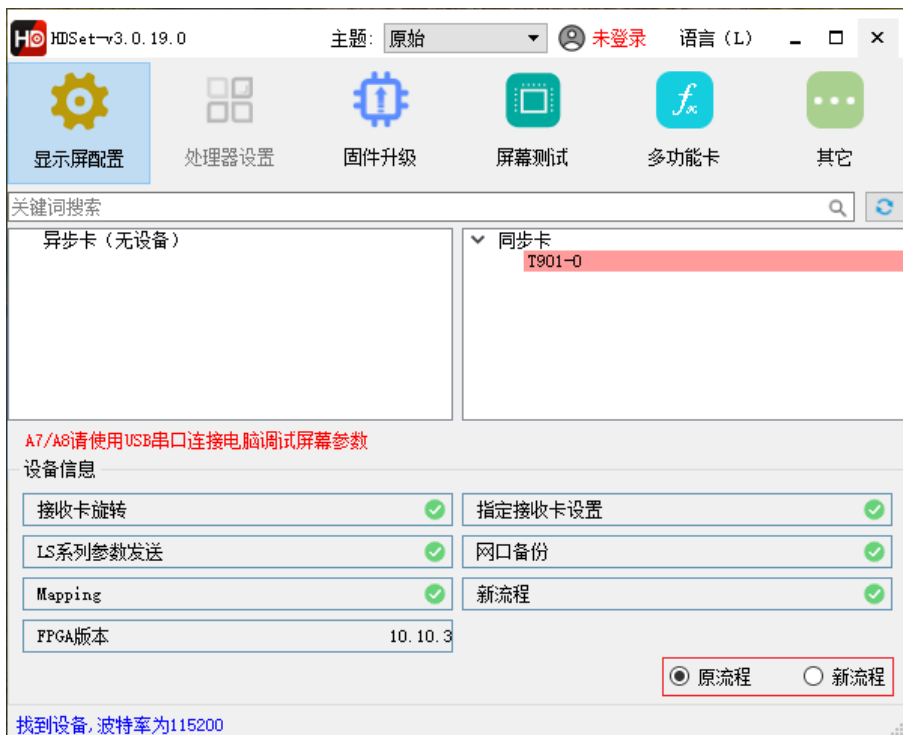 HD HDSet-v3.0.19.0 主题: 原始 未登录 语言 (L)
显示屏配置 处理器设置 固件升级 屏幕测试 多功能卡 其它
关键词搜索
异步卡 (无设备) 同步卡
T901-0
A7/A8请使用USB串口连接电脑调试屏幕参数
设备信息
接收卡旋转 指定接收卡设置
LS系列参数发送 网口备份
Mapping 新流程
FPGA版本 10.10.3
原流程 新流程
找到设备,波特率为115200